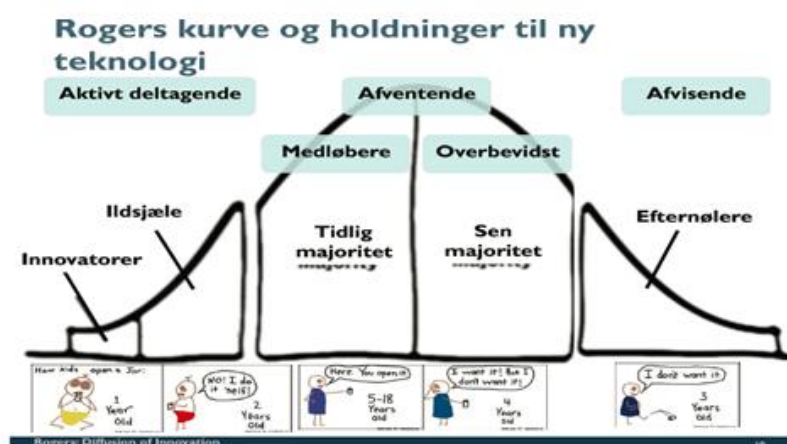 Rogers kurve og holdninger til ny
teknologi
Aktivt deltagende
Afventende
Afvisende
Medløbere
Overbevidst
Ildsjæle
Innovatorer
Tidlig
majoritet
Sen
majoritet
Efternølere
How kids open a Jar:
1
Year
old
NO! I do
it 'self!
2
Years
old
Here. You open it
5-18
Years
old
I want it! But I
don't want it!
4
Years
old
I don't want it
3
Years
old
Rogers: Diffusion of Innovation